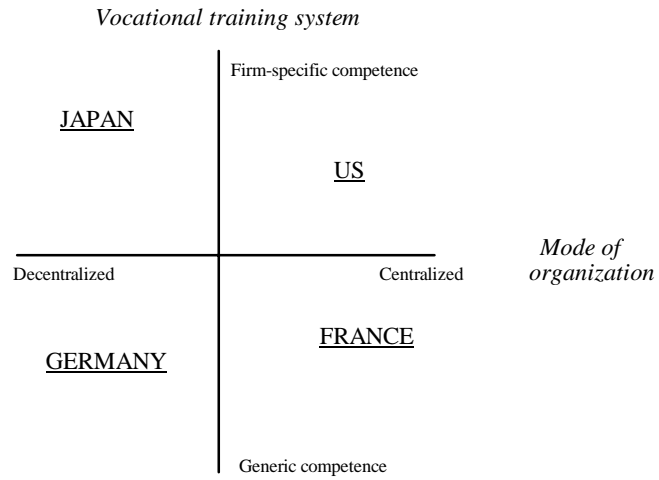 Vocational training system
Firm-specific competence
JAPAN
US
Mode of
organization
Decentralized
Centralized
FRANCE
GERMANY
Generic competence